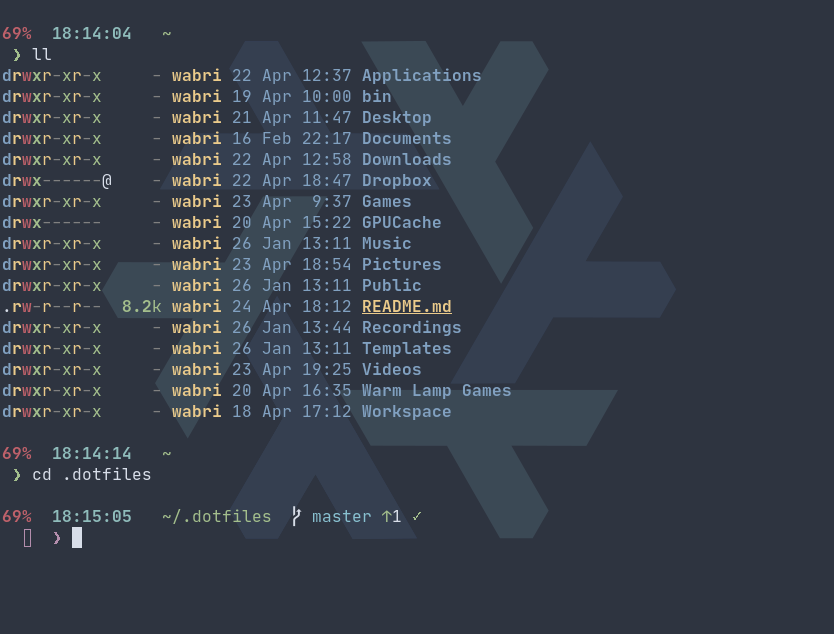 69%  18:14:04   ~
❯ ll
drwxr-xr-x     - wabri 22 Apr 12:37 Applications
drwxr-xr-x     - wabri 19 Apr 10:00 bin
drwxr-xr-x     - wabri 21 Apr 11:47 Desktop
drwxr-xr-x     - wabri 16 Feb 22:17 Documents
drwxr-xr-x     - wabri 22 Apr 12:58 Downloads
drwx------@    - wabri 22 Apr 18:47 Dropbox
drwxr-xr-x     - wabri 23 Apr  9:37 Games
drwx------     - wabri 20 Apr 15:22 GPUCache
drwxr-xr-x     - wabri 26 Jan 13:11 Music
drwxr-xr-x     - wabri 23 Apr 18:54 Pictures
drwxr-xr-x     - wabri 26 Jan 13:11 Public
.rw-r--r--  8.2k wabri 24 Apr 18:12 README.md
drwxr-xr-x     - wabri 26 Jan 13:44 Recordings
drwxr-xr-x     - wabri 26 Jan 13:11 Templates
drwxr-xr-x     - wabri 23 Apr 19:25 Videos
drwxr-xr-x     - wabri 20 Apr 16:35 Warm Lamp Games
drwxr-xr-x     - wabri 18 Apr 17:12 Workspace
69%  18:14:14   ~
❯ cd .dotfiles
69%  18:15:05   ~/.dotfiles  master ↑1 ✓
▯  ❯